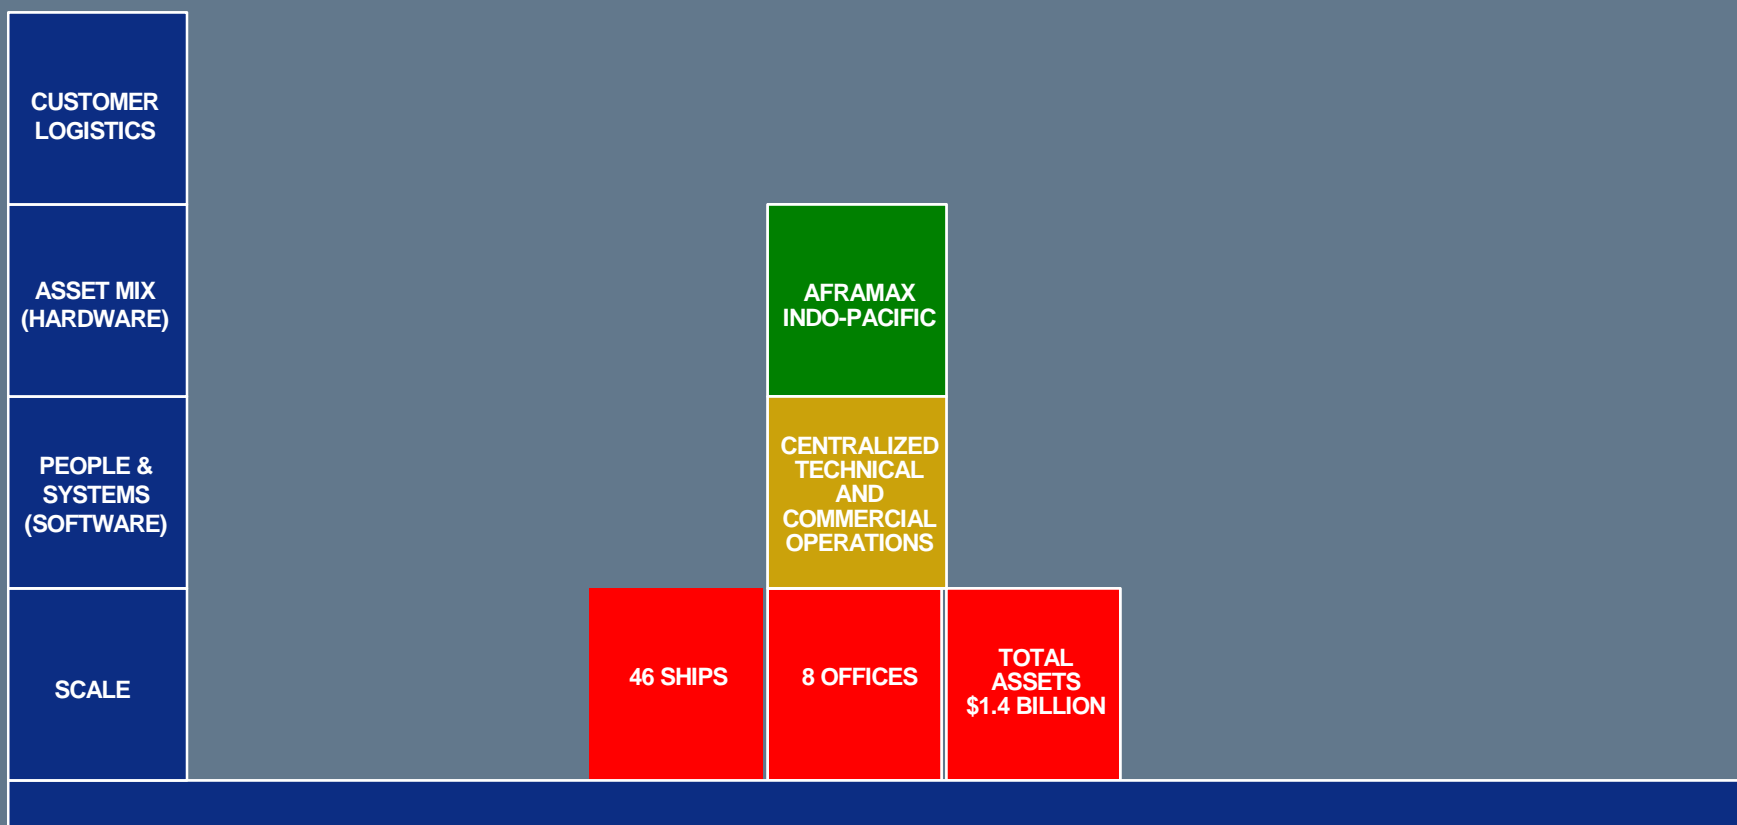 CUSTOMER
LOGISTICS
ASSET MIX
(HARDWARE)
AFRAMAX
INDO-PACIFIC
PEOPLE &
SYSTEMS
(SOFTWARE)
CENTRALIZED
TECHNICAL
AND
COMMERCIAL
OPERATIONS
SCALE
46 SHIPS
8 OFFICES
TOTAL
ASSETS
$1.4 BILLION